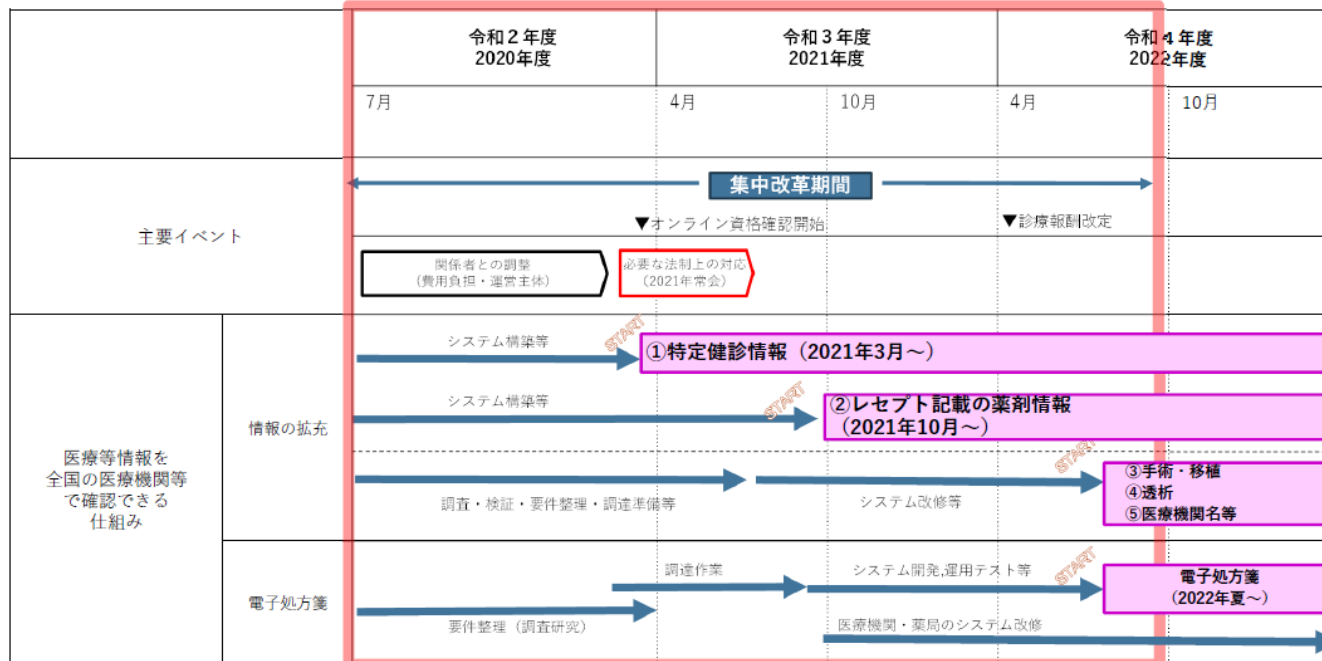 令和２年度
2020年度
令和３年度
2021年度
令和４年度
2022年度
7月
4月
10月
4月
10月
主要イベント
集中改革期間
▼オンライン資格確認開始
▼診療報酬改定
関係者との調整
（費用負担・運営主体）
必要な法制上の対応
（2021年常会）
医療等情報を
全国の医療機関等
で確認できる
仕組み
情報の拡充
システム構築等
START
①特定健診情報（2021年3月～）
システム構築等
START
②レセプト記載の薬剤情報
（2021年10月～）
調査・検証・要件整理・調達準備等
システム改修等
START
③手術・移植
④透析
⑤医療機関名等
電子処方箋
要件整理（調査研究）
調達作業
システム開発,運用テスト等
START
電子処方箋
（2022年夏～）
医療機関・薬局のシステム改修